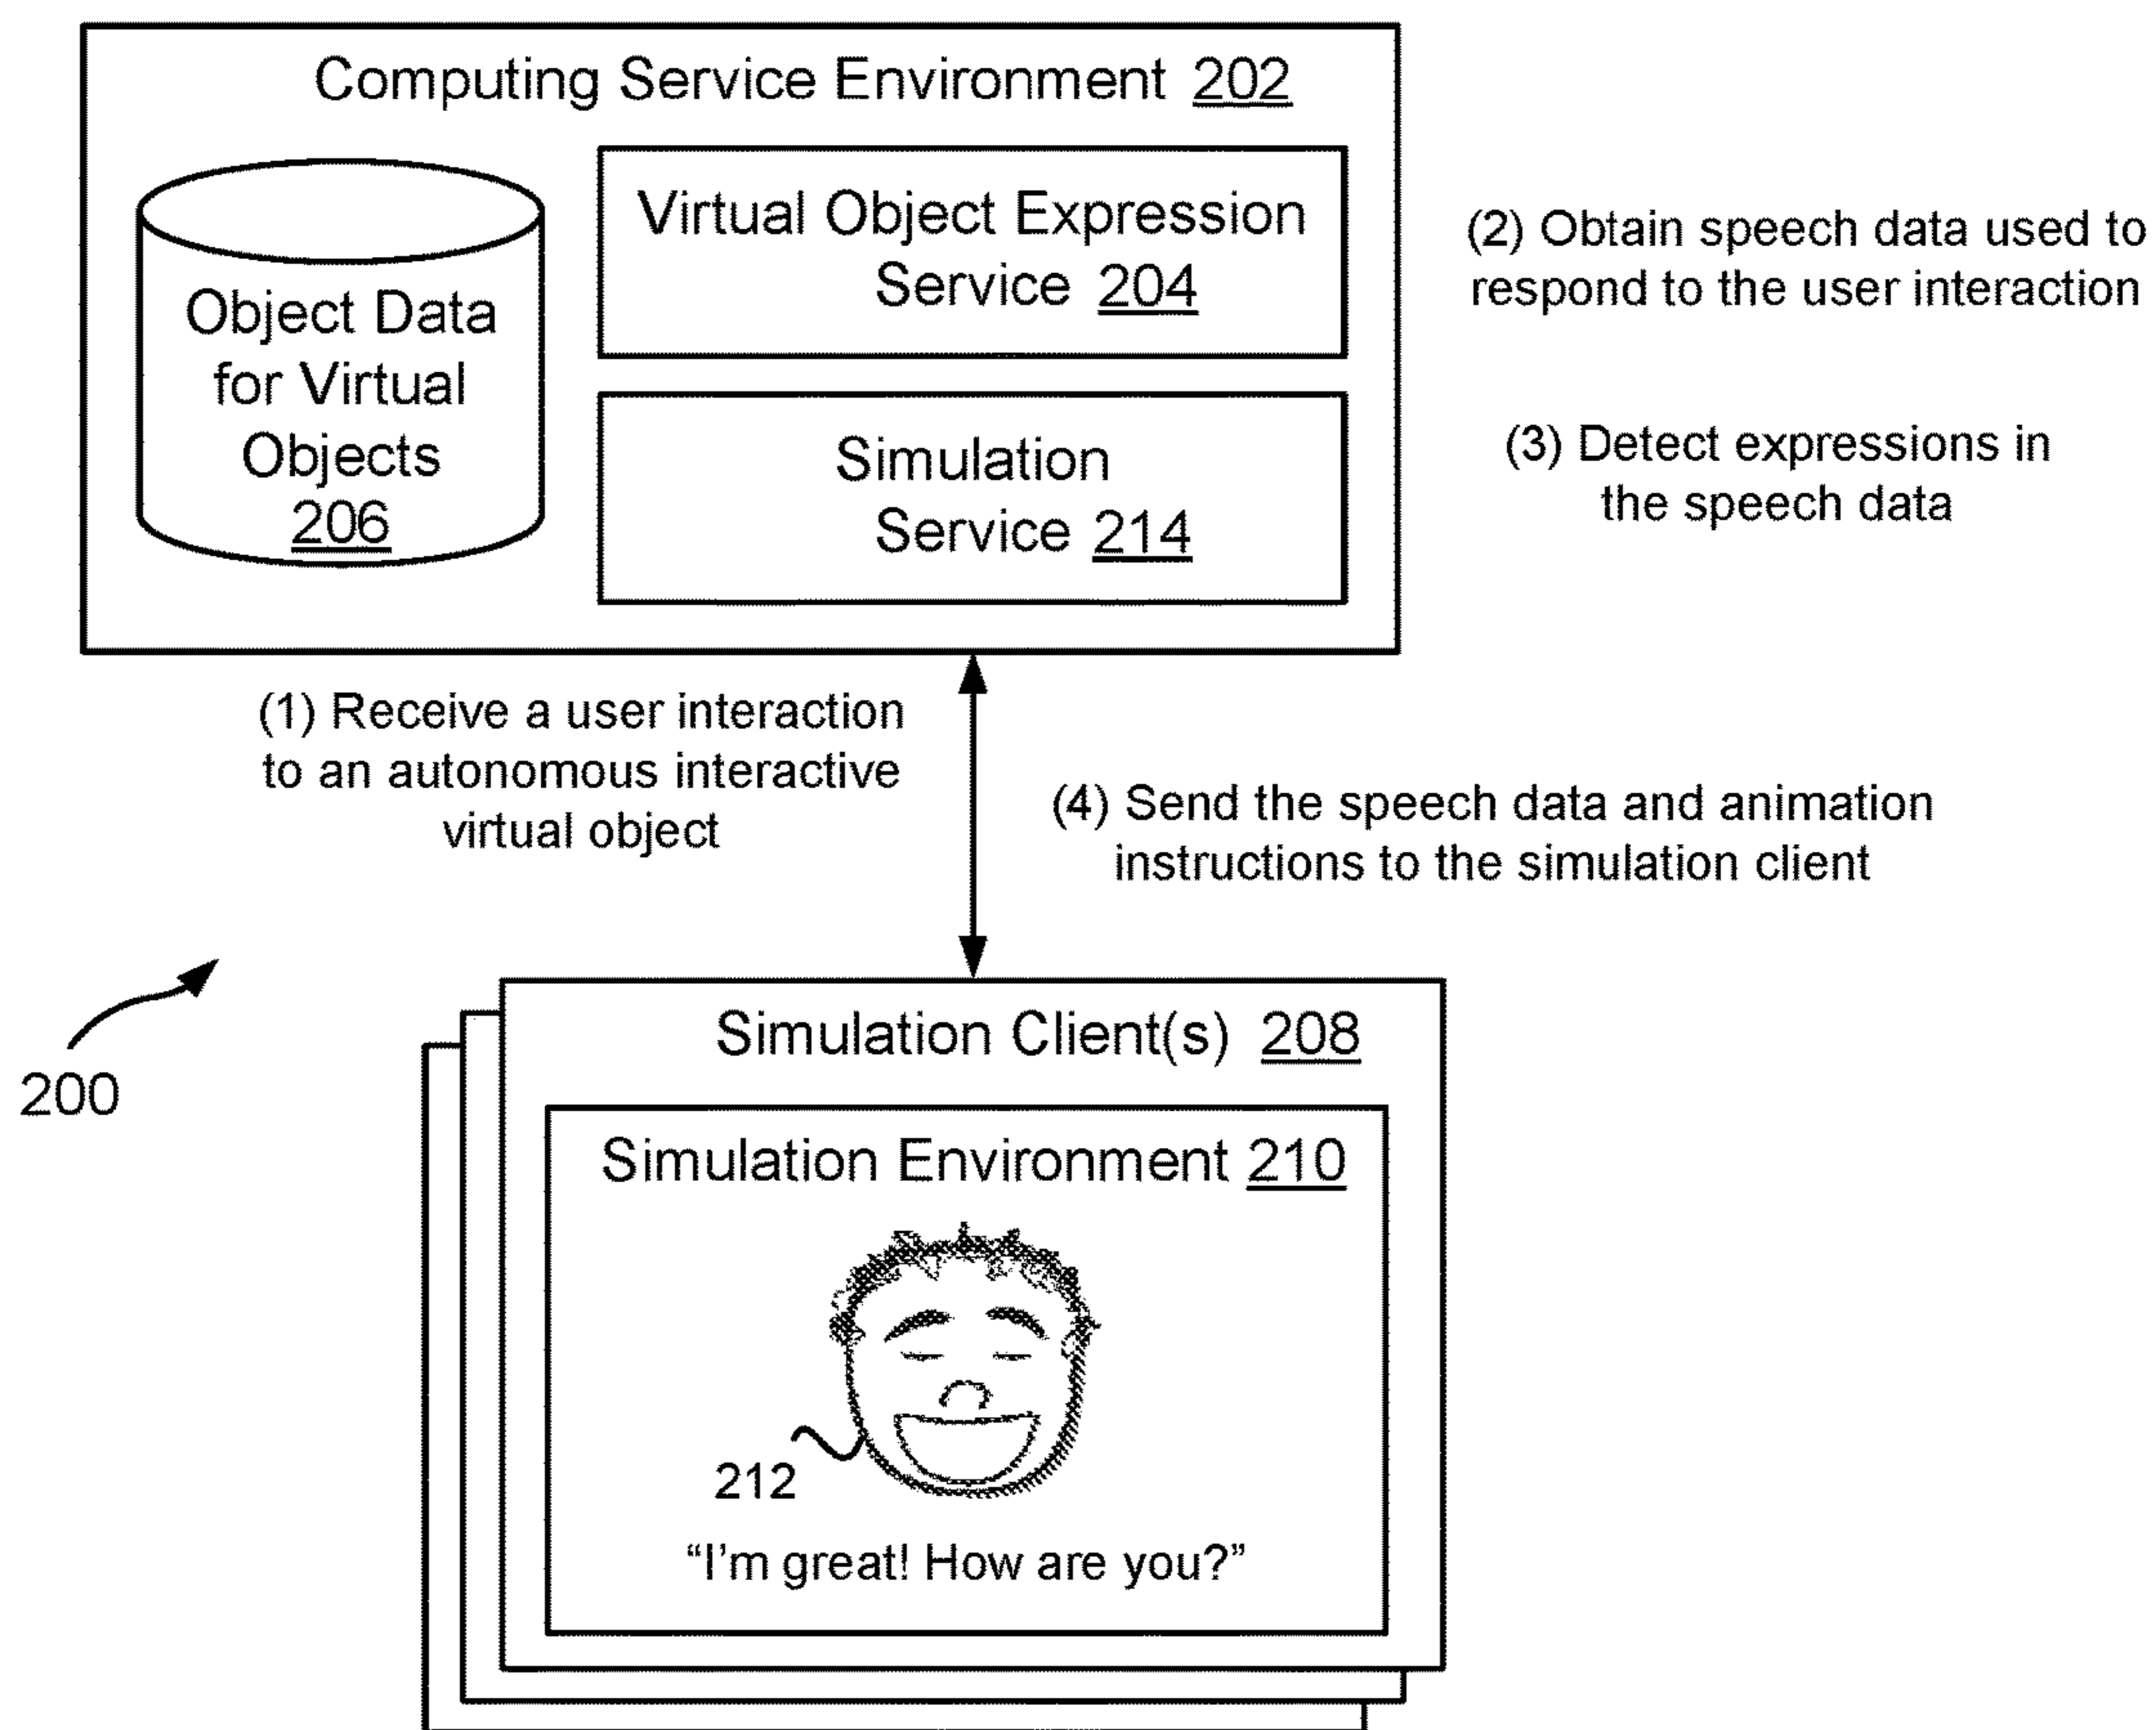 Computing Service Environment 202
Object Data
for Virtual
Objects
206
Virtual Object Expression
Service 204
Simulation
Service 214
(2) Obtain speech data used to
respond to the user interaction
(3) Detect expressions in
the speech data
(1) Receive a user interaction
to an autonomous interactive
virtual object
(4) Send the speech data and animation
instructions to the simulation client
200
Simulation Client(s) 208
Simulation Environment 210
212
“I’m great! How are you?”